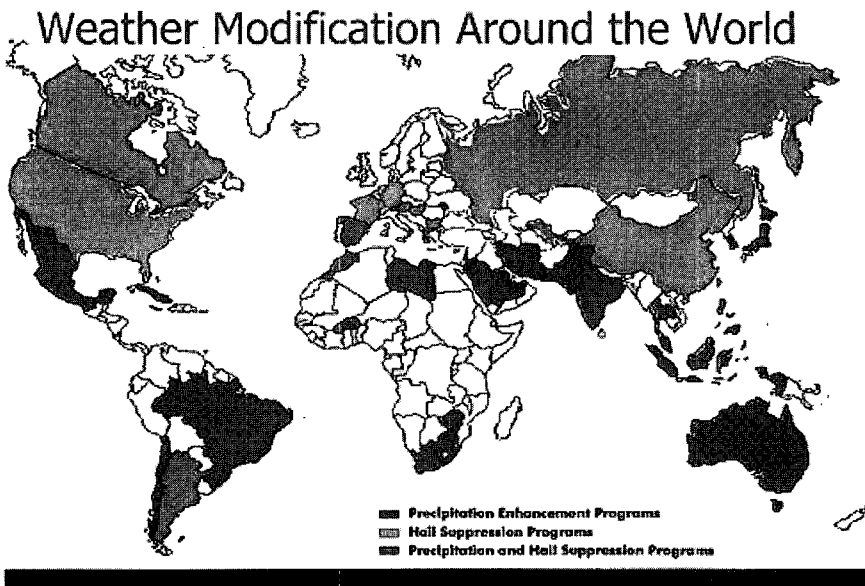 Weather Modification Around the World
Precipitation Enhancement Programs
Hail Suppression Programs
Precipitation and Hail Suppression Programs